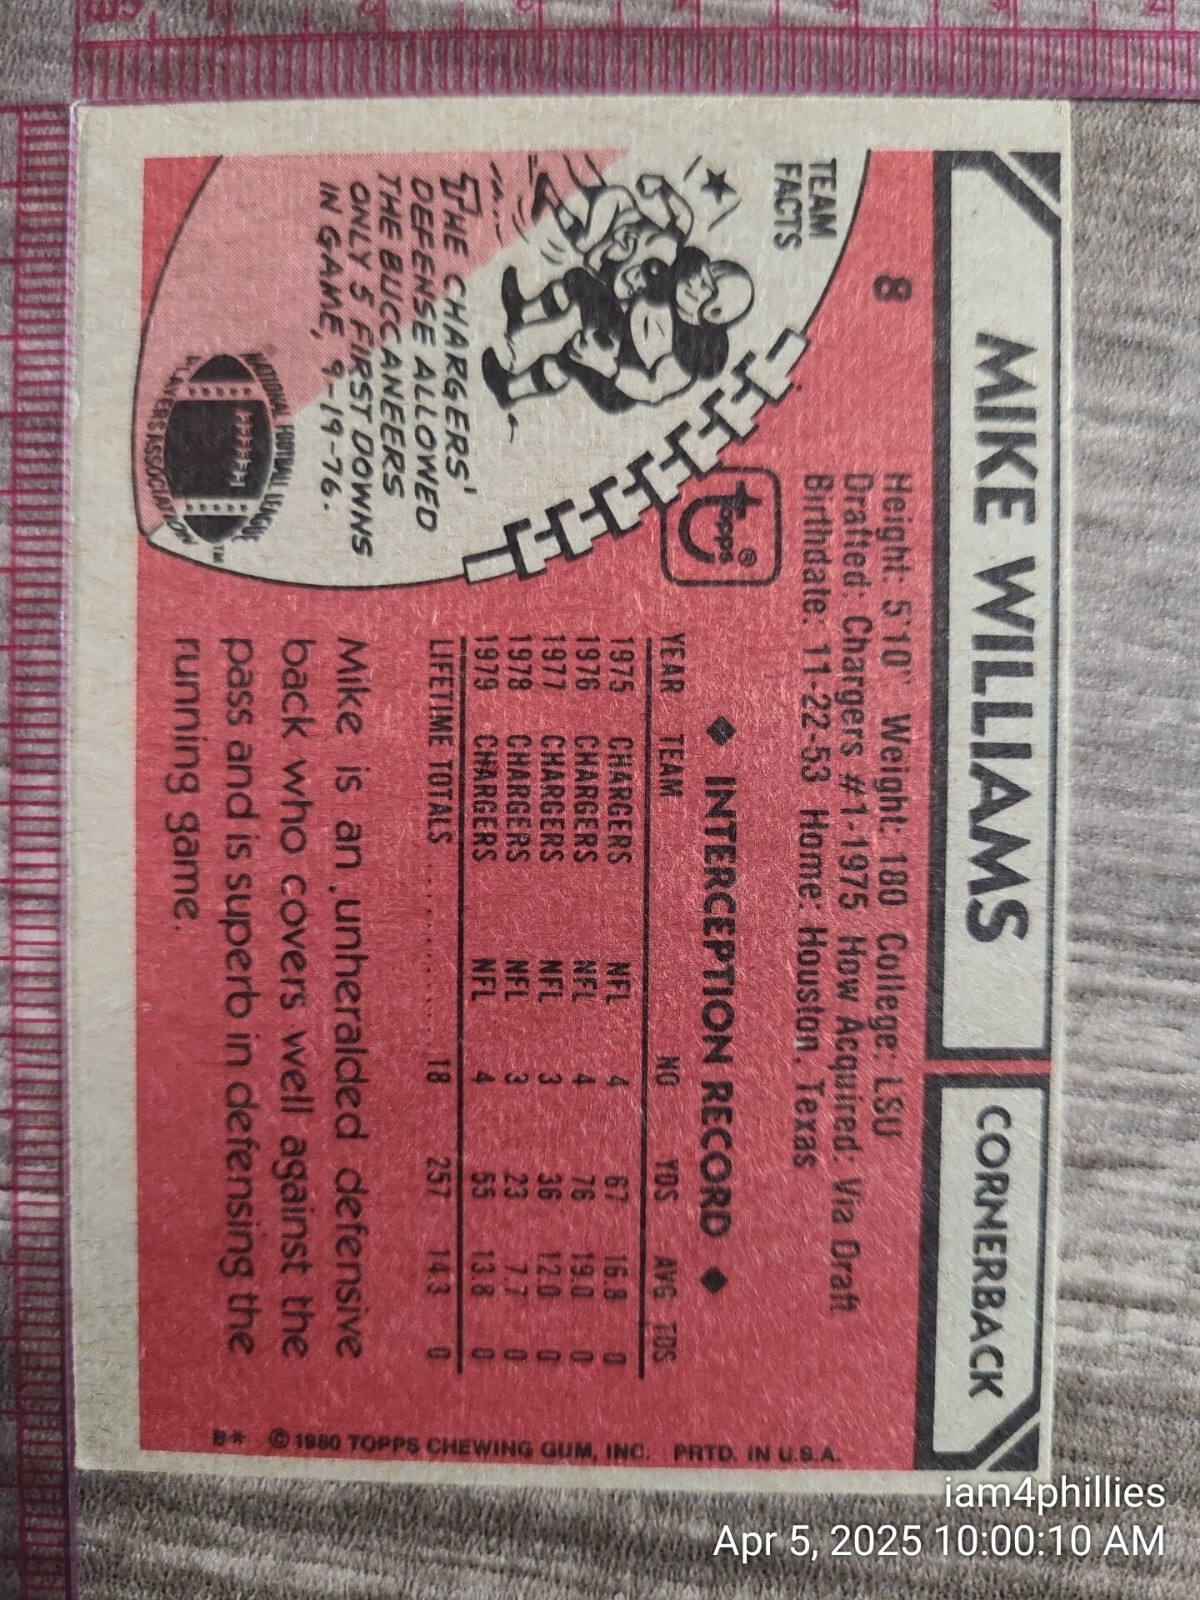 MIKE WILLIAMS
CORNERBACK
8
Height: 5'10" Weight: 180 College: LSU
Drafted: Chargers #1-1975 How Acquired: Via Draft
Birthdate: 11-22-53 Home: Houston, Texas
TEAM
FACTS
topps®
THE CHARGERS'
DEFENSE ALLOWED
THE BUCCANEERS
ONLY 5 FIRST DOWNS
IN GAME, 9-19-76.
NATIONAL FOOTBALL LEAGUE
PLAYERS ASSOCIATION
TM
◆ INTERCEPTION RECORD ◆
YEAR TEAM NO YDS AVG TDS
1975 CHARGERS NFL 4 67 16.8 0
1976 CHARGERS NFL 4 76 19.0 0
1977 CHARGERS NFL 3 36 12.0 0
1978 CHARGERS NFL 3 23 7.7 0
1979 CHARGERS NFL 4 55 13.8 0
LIFETIME TOTALS .......... 18 257 14.3 0
Mike is an unheralded defensive
back who covers well against the
pass and is superb in defensing the
running game.
B* © 1980 TOPPS CHEWING GUM, INC. PRTD. IN U.S.A.
iam4phillies
Apr 5, 2025 10:00:10 AM